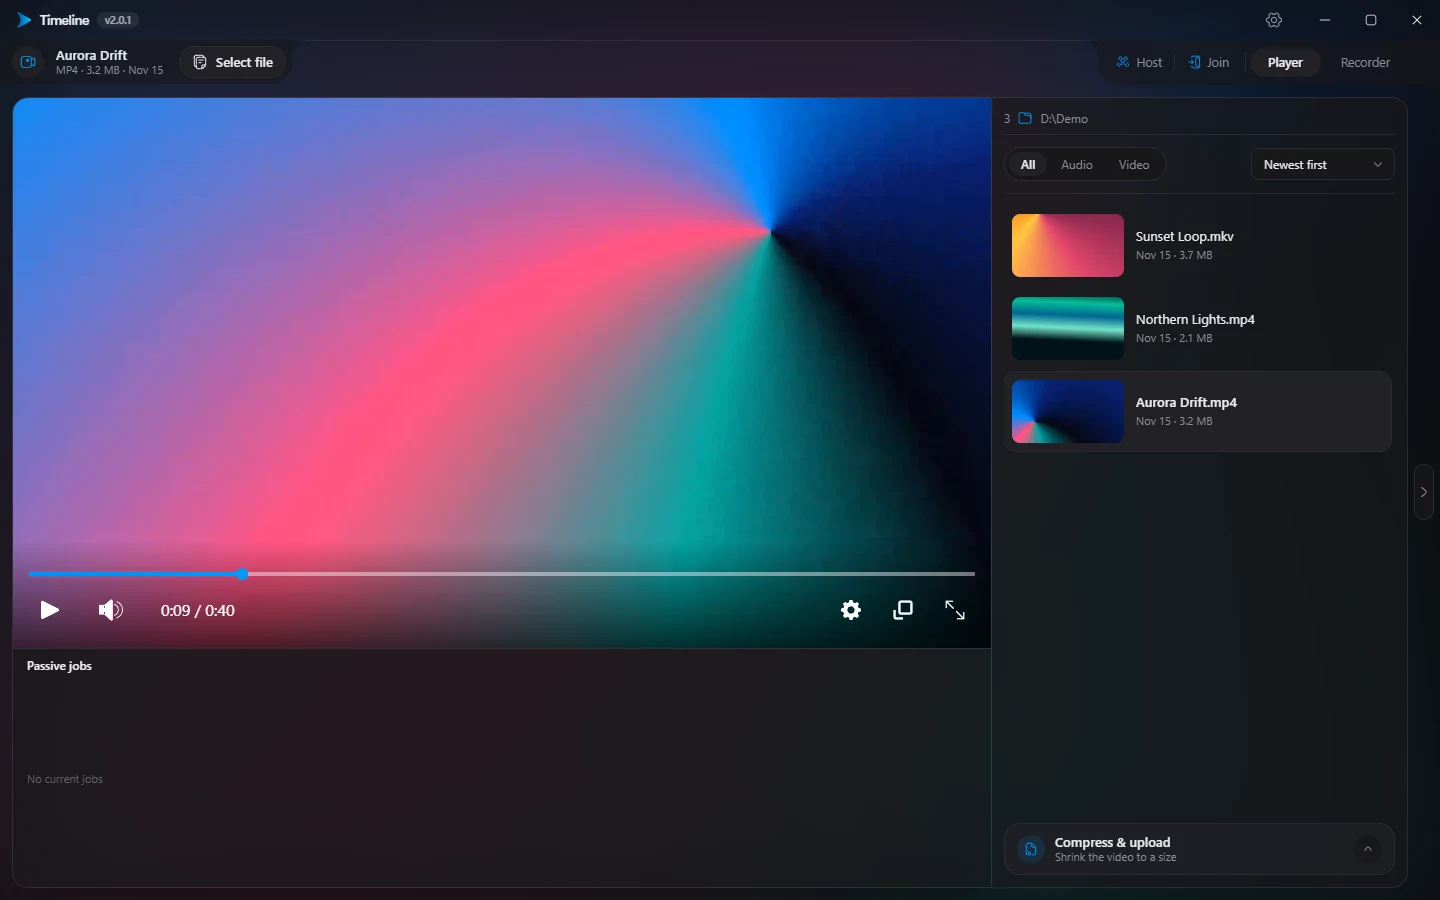 Timeline v2.0.1
Aurora Drift
MP4 · 3.2 MB · Nov 15
Select file
Host
Join
Player
Recorder
3 D:\Demo
All
Audio
Video
Newest first
Sunset Loop.mkv
Nov 15 · 3.7 MB
Northern Lights.mp4
Nov 15 · 2.1 MB
Aurora Drift.mp4
Nov 15 · 3.2 MB
0:09 / 0:40
Passive jobs
No current jobs
Compress & upload
Shrink the video to a size